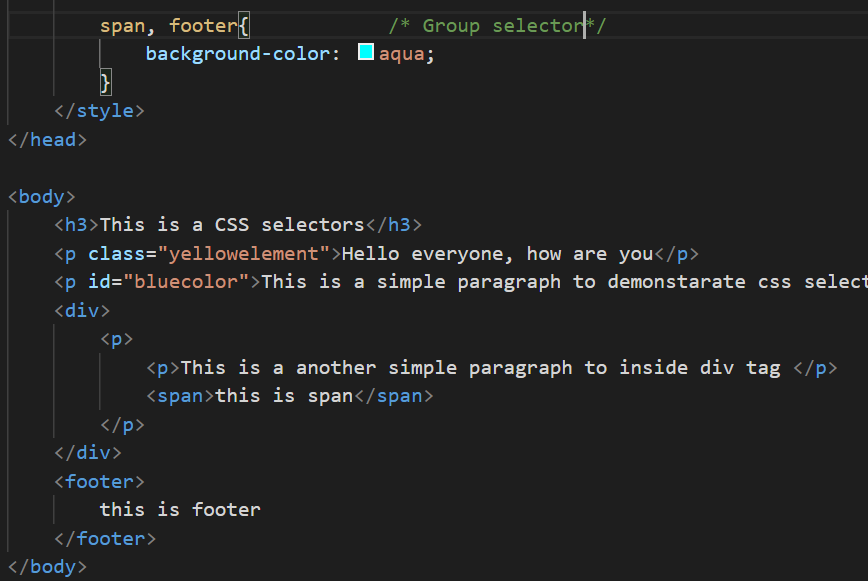 span, footer{ /* Group selector*/
background-color: aqua;
}
</style>
</head>
<body>
<h3>This is a CSS selectors</h3>
<p class="yellowelement">Hello everyone, how are you</p>
<p id="bluecolor">This is a simple paragraph to demonstarate css select
<div>
<p>
<p>This is a another simple paragraph to inside div tag </p>
<span>this is span</span>
</p>
</div>
<footer>
this is footer
</footer>
</body>